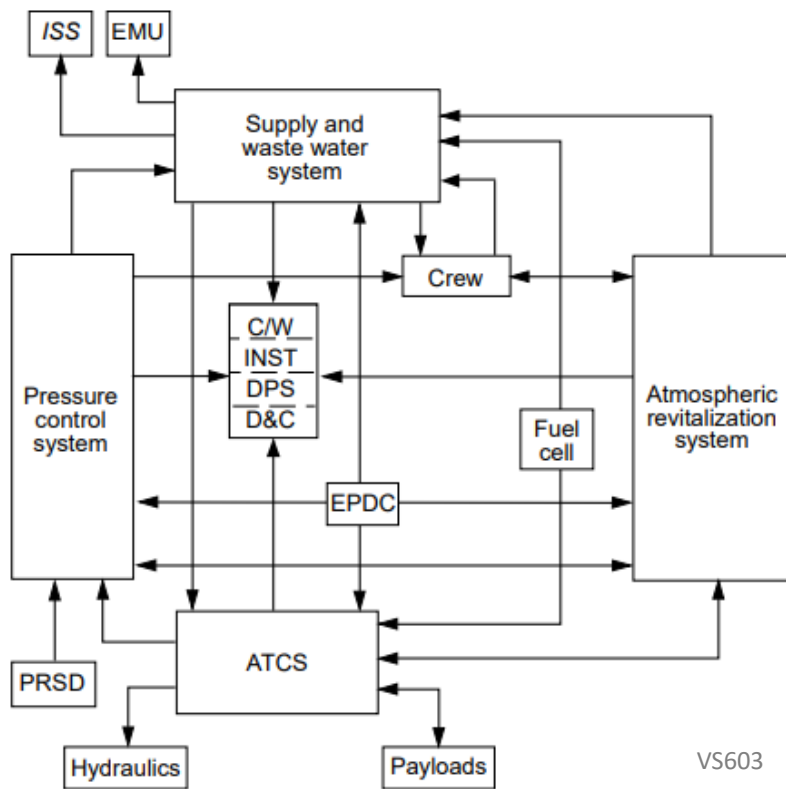 ISS
EMU
Supply and
waste water
system
Crew
C/W
INST
DPS
D&C
Pressure
control
system
Atmospheric
revitalization
system
Fuel
cell
EPDC
ATCS
PRSD
Hydraulics
Payloads
VS603